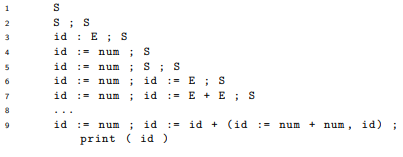 1 S
2 S ; S
3 id : E ; S
4 id := num ; S
5 id := num ; S ; S
6 id := num ; id := E ; S
7 id := num ; id := E + E ; S
8 ...
9 id := num ; id := id + (id := num + num, id) ;
print ( id )